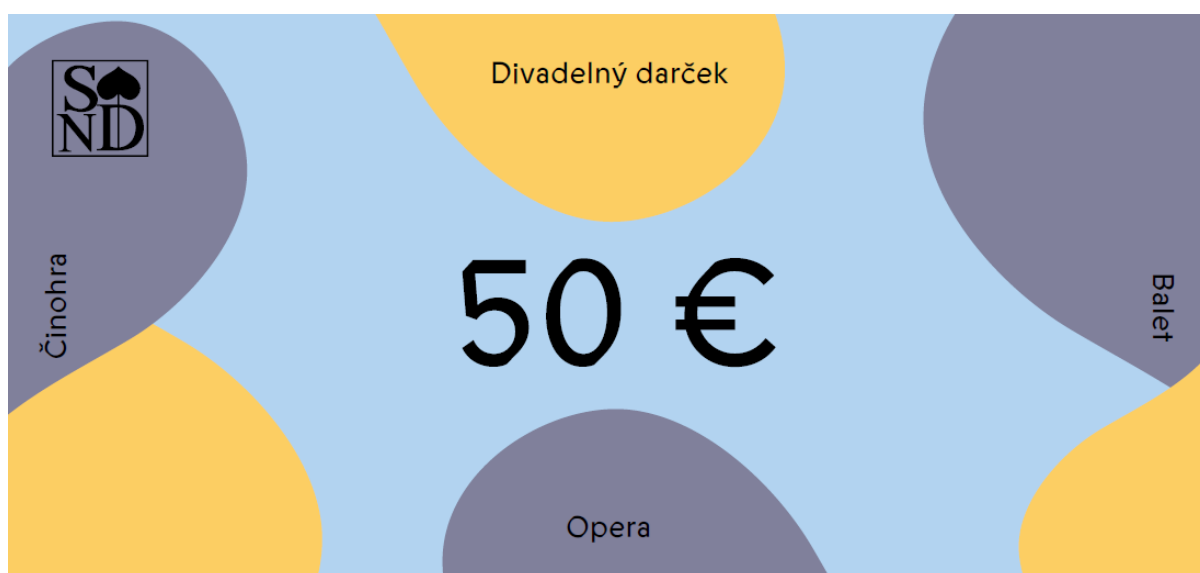 SND
Divadelný darček
Činohra
50 €
Balet
Opera